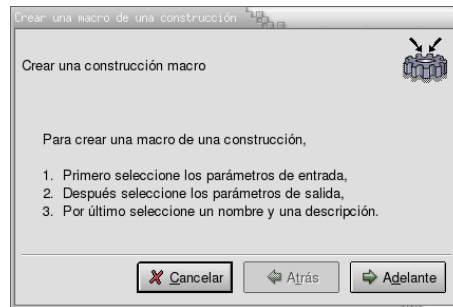 Crear una macro de una construcción
Crear una construcción macro
Para crear una macro de una construcción,
1. Primero seleccione los parámetros de entrada,
2. Después seleccione los parámetros de salida,
3. Por último seleccione un nombre y una descripción.
Cancelar Atrás Adelante